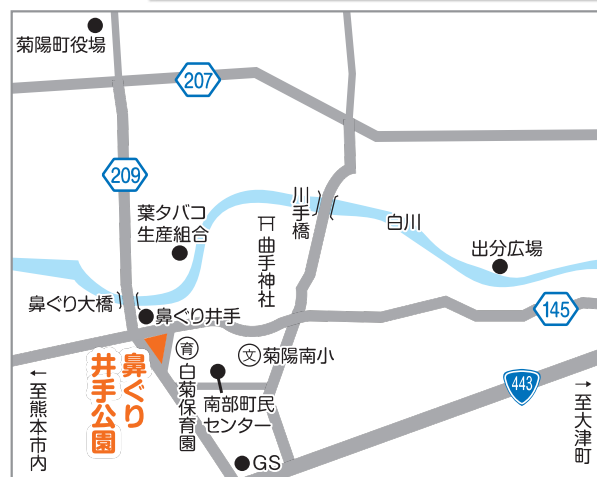 菊陽町役場
207
209
葉タバコ
生産組合
川手橋
曲手神社
白川
出分広場
鼻ぐり大橋
鼻ぐり井手
145
鼻ぐり
井手公園
育
白菊保育園
文
菊陽南小
443
←至熊本市内
南部町民
センター
→至大津町
GS